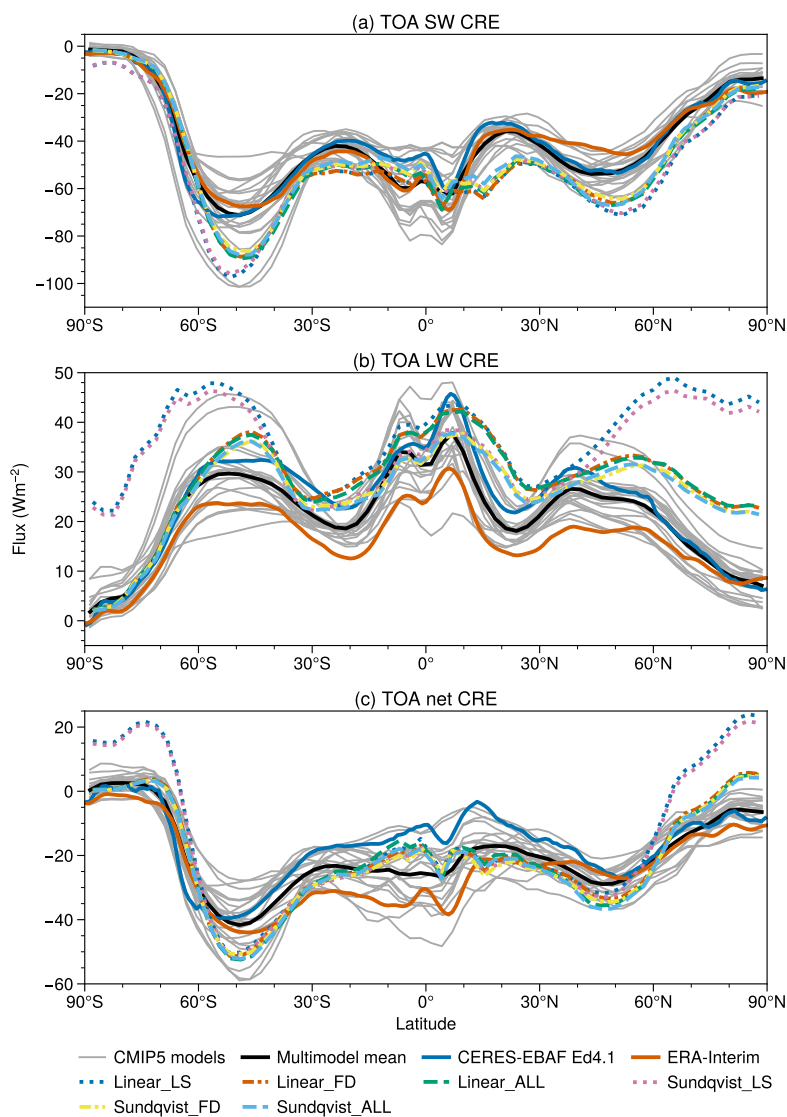 (a) TOA SW CRE
0
−20
−40
−60
−80
−100
90°S 60°S 30°S 0° 30°N 60°N 90°N
(b) TOA LW CRE
50
40
30
20
10
0
Flux (Wm−2)
90°S 60°S 30°S 0° 30°N 60°N 90°N
(c) TOA net CRE
20
0
−20
−40
−60
90°S 60°S 30°S 0° 30°N 60°N 90°N
Latitude
CMIP5 models Multimodel mean CERES-EBAF Ed4.1 ERA-Interim
Linear_LS Linear_FD Linear_ALL Sundqvist_LS
Sundqvist_FD Sundqvist_ALL